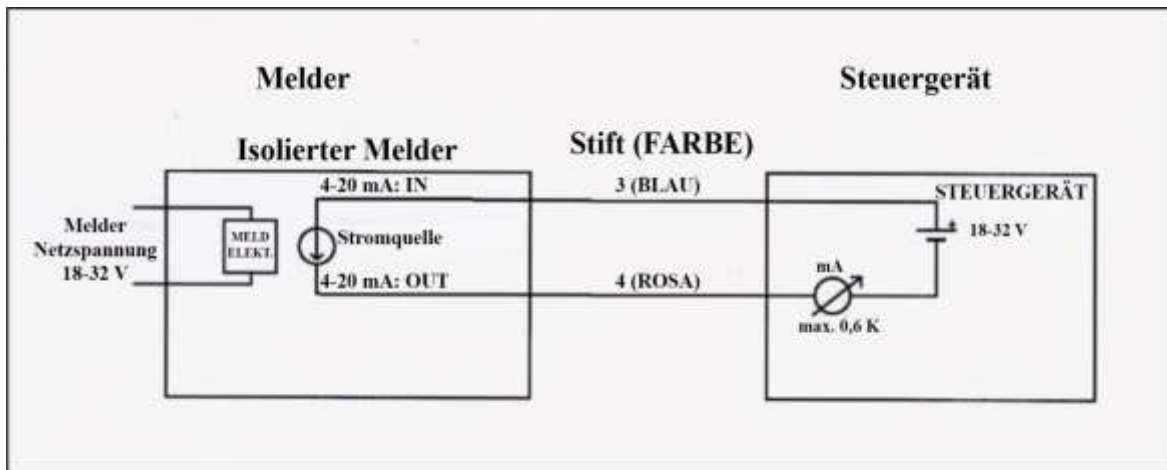 Melder
Steuergerät
Isolierter Melder
Stift (FARBE)
4-20 mA: IN
3 (BLAU)
STEUERGERÄT
Melder
Netzspannung
18-32 V
MELD
ELEKT.
Stromquelle
+
18-32 V
4-20 mA: OUT
4 (ROSA)
mA
max. 0,6 K